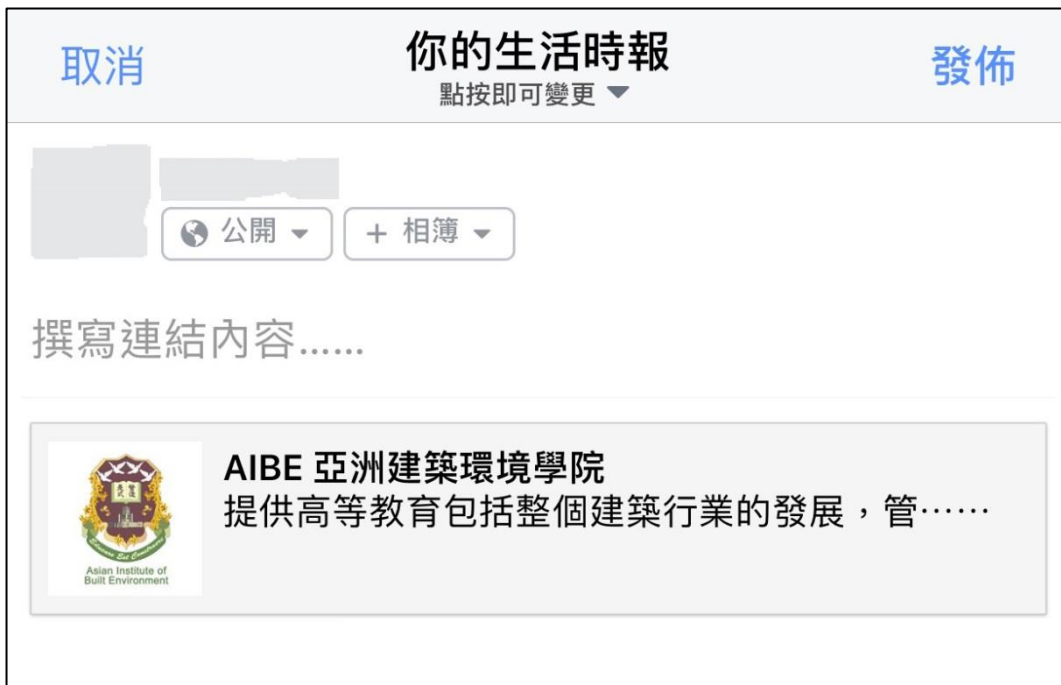 取消
你的生活時報
發佈
點按即可變更
公開
+ 相簿
撰寫連結內容......
AIBE 亞洲建築環境學院
提供高等教育包括整個建築行業的發展,管……
Asian Institute of
Built Environment